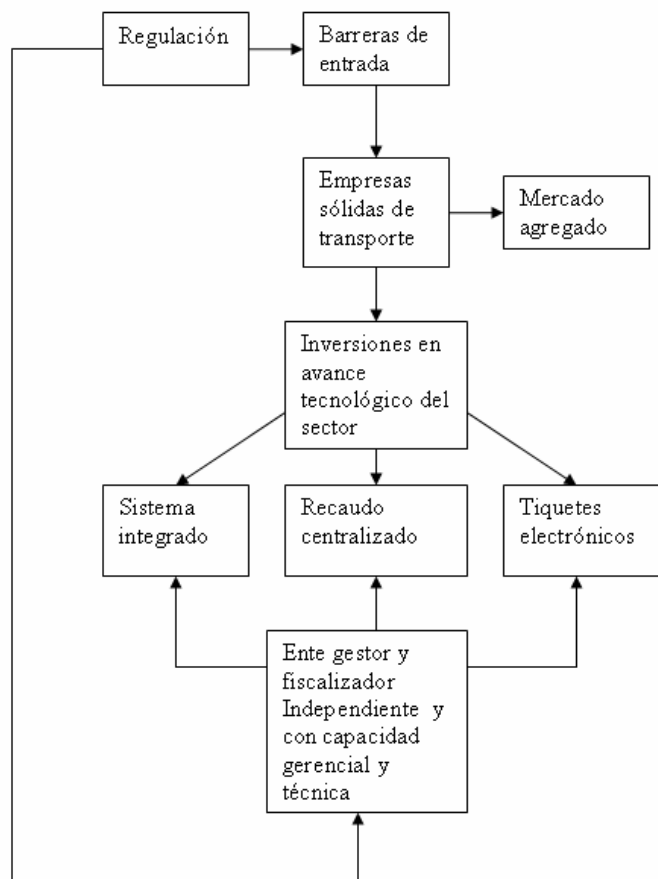 Regulación
Barreras de
entrada
Empresas
sólidas de
transporte
Mercado
agregado
Inversiones en
avance
tecnológico del
sector
Sistema
integrado
Recaudo
centralizado
Tiquetes
electrónicos
Ente gestor y
fiscalizador
Independiente y
con capacidad
gerencial y
técnica